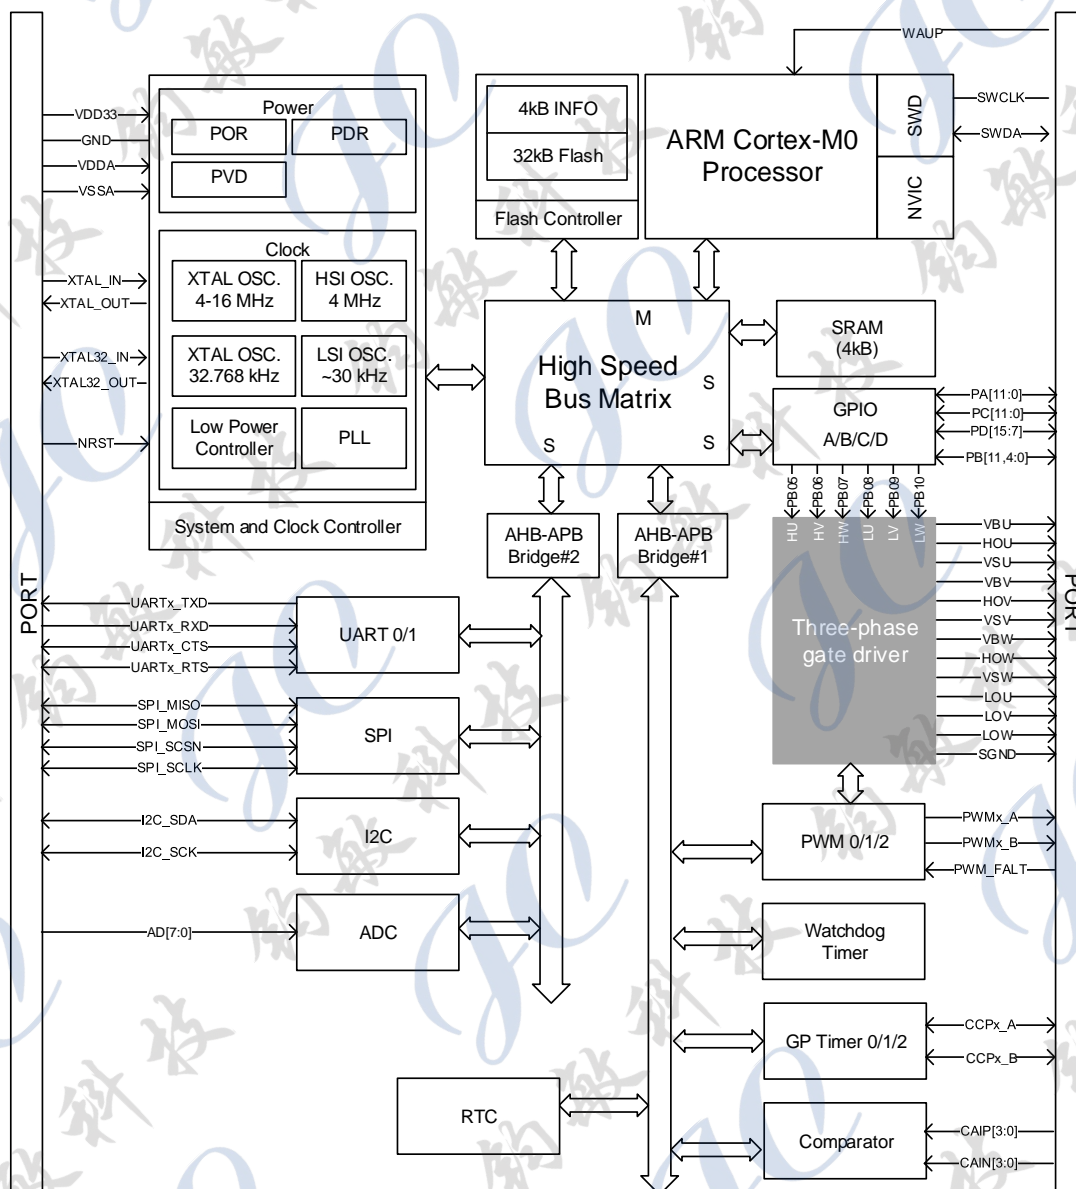 PORT
VDD33
GND
VDDA
VSSA
XTAL_IN
XTAL_OUT
XTAL32_IN
XTAL32_OUT
NRST
Power
POR
PDR
PVD
Clock
XTAL OSC.
4-16 MHz
HSI OSC.
4 MHz
XTAL OSC.
32.768 kHz
LSI OSC.
~30 kHz
Low Power
Controller
PLL
System and Clock Controller
4kB INFO
32kB Flash
Flash Controller
ARM Cortex-M0
Processor
SWD
NVIC
WAUP
SWCLK
SWDA
M
High Speed
Bus Matrix
S
S
S
SRAM
(4kB)
GPIO
A/B/C/D
PA[11:0]
PC[11:0]
PD[15:7]
PB[11,4:0]
PB05
PB06
PB07
PB08
PB09
PB10
HU
HV
HW
LU
LV
LW
Three-phase
gate driver
VBU
HOU
VSU
VBV
HOV
VSV
VBW
HOW
VSW
LOU
LOV
LOW
SGND
PORT
AHB-APB
Bridge#2
AHB-APB
Bridge#1
UARTx_TXD
UARTx_RXD
UARTx_CTS
UARTx_RTS
UART 0/1
SPI_MISO
SPI_MOSI
SPI_SCSN
SPI_SCLK
SPI
I2C_SDA
I2C_SCK
I2C
AD[7:0]
ADC
RTC
PWM 0/1/2
PWMx_A
PWMx_B
PWM_FALT
Watchdog
Timer
GP Timer 0/1/2
CCPx_A
CCPx_B
Comparator
CAIP[3:0]
CAIN[3:0]